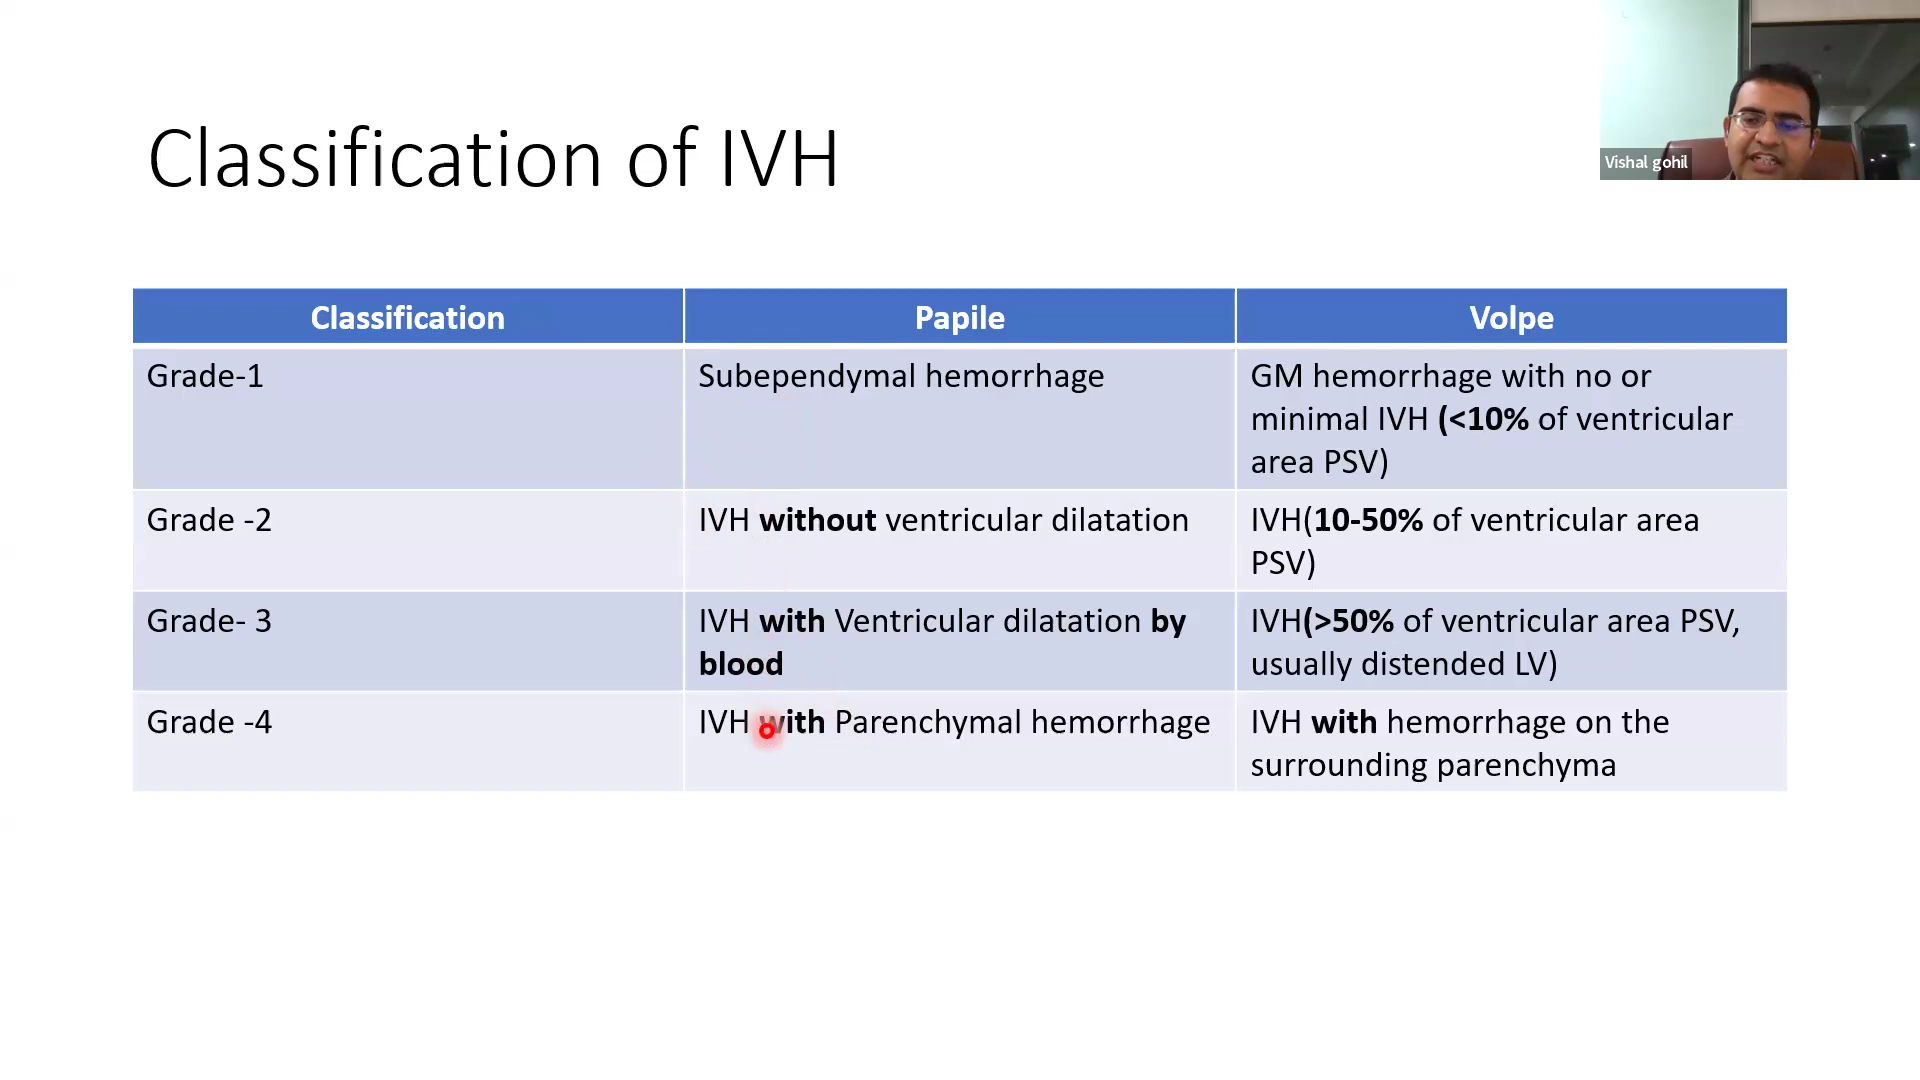 Classification of IVH
Vishal gohil
Classification Papile Volpe
Grade-1
Subependymal hemorrhage
GM hemorrhage with no or
minimal IVH (<10% of ventricular
area PSV)
Grade -2
IVH without ventricular dilatation
IVH(10-50% of ventricular area
PSV)
Grade- 3
IVH with Ventricular dilatation by
blood
IVH(>50% of ventricular area PSV,
usually distended LV)
Grade -4
IVH with Parenchymal hemorrhage
IVH with hemorrhage on the
surrounding parenchyma